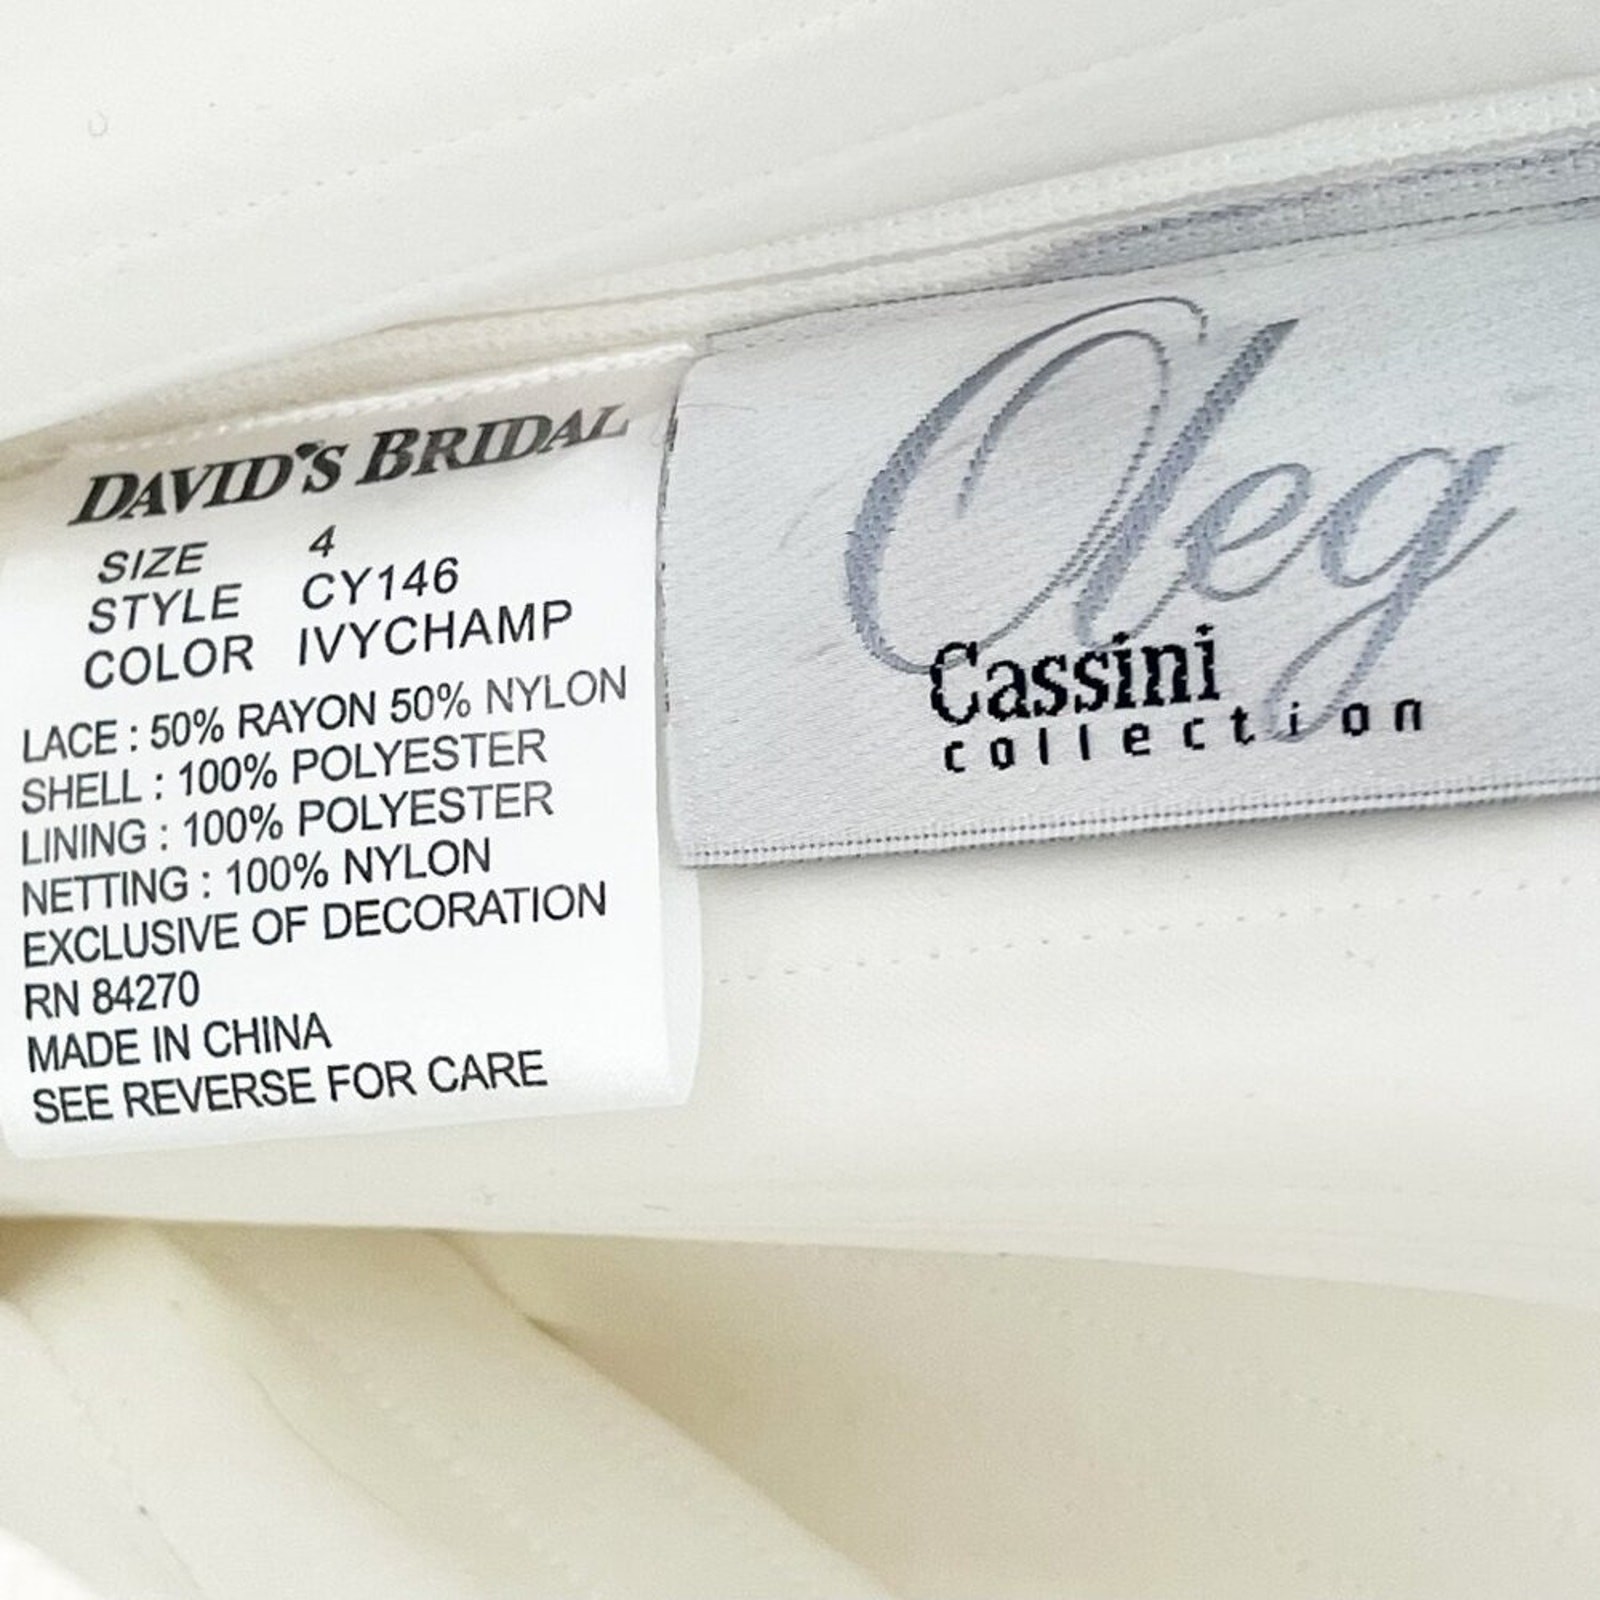 DAVID'S BRIDAL
SIZE 4
STYLE CY146
COLOR IVYCHAMP
LACE : 50% RAYON 50% NYLON
SHELL : 100% POLYESTER
LINING : 100% POLYESTER
NETTING : 100% NYLON
EXCLUSIVE OF DECORATION
RN 84270
MADE IN CHINA
SEE REVERSE FOR CARE
Oleg
Cassini
collection